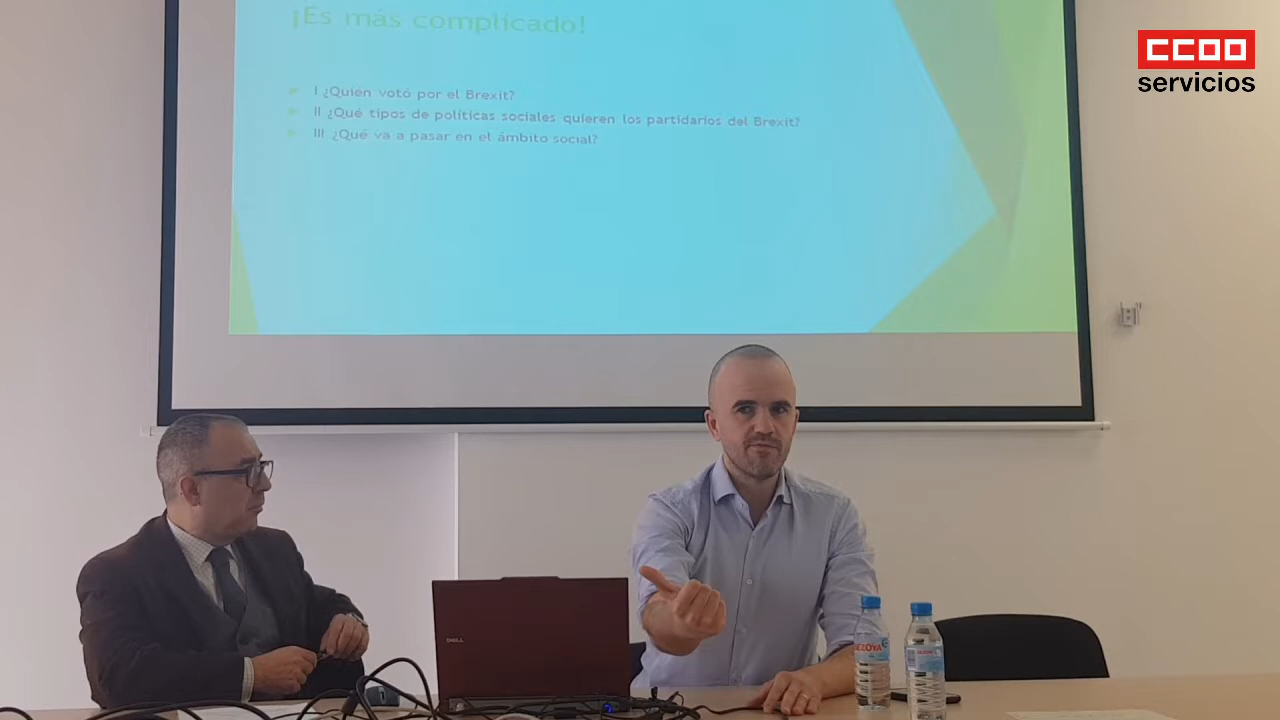 ¡Es más complicado!
I ¿Quién votó por el Brexit?
II ¿Qué tipos de políticas sociales quieren los partidarios del Brexit?
III ¿Qué va a pasar en el ámbito social?
CCOO
servicios
DELL
BEZOYA
BEZOYA